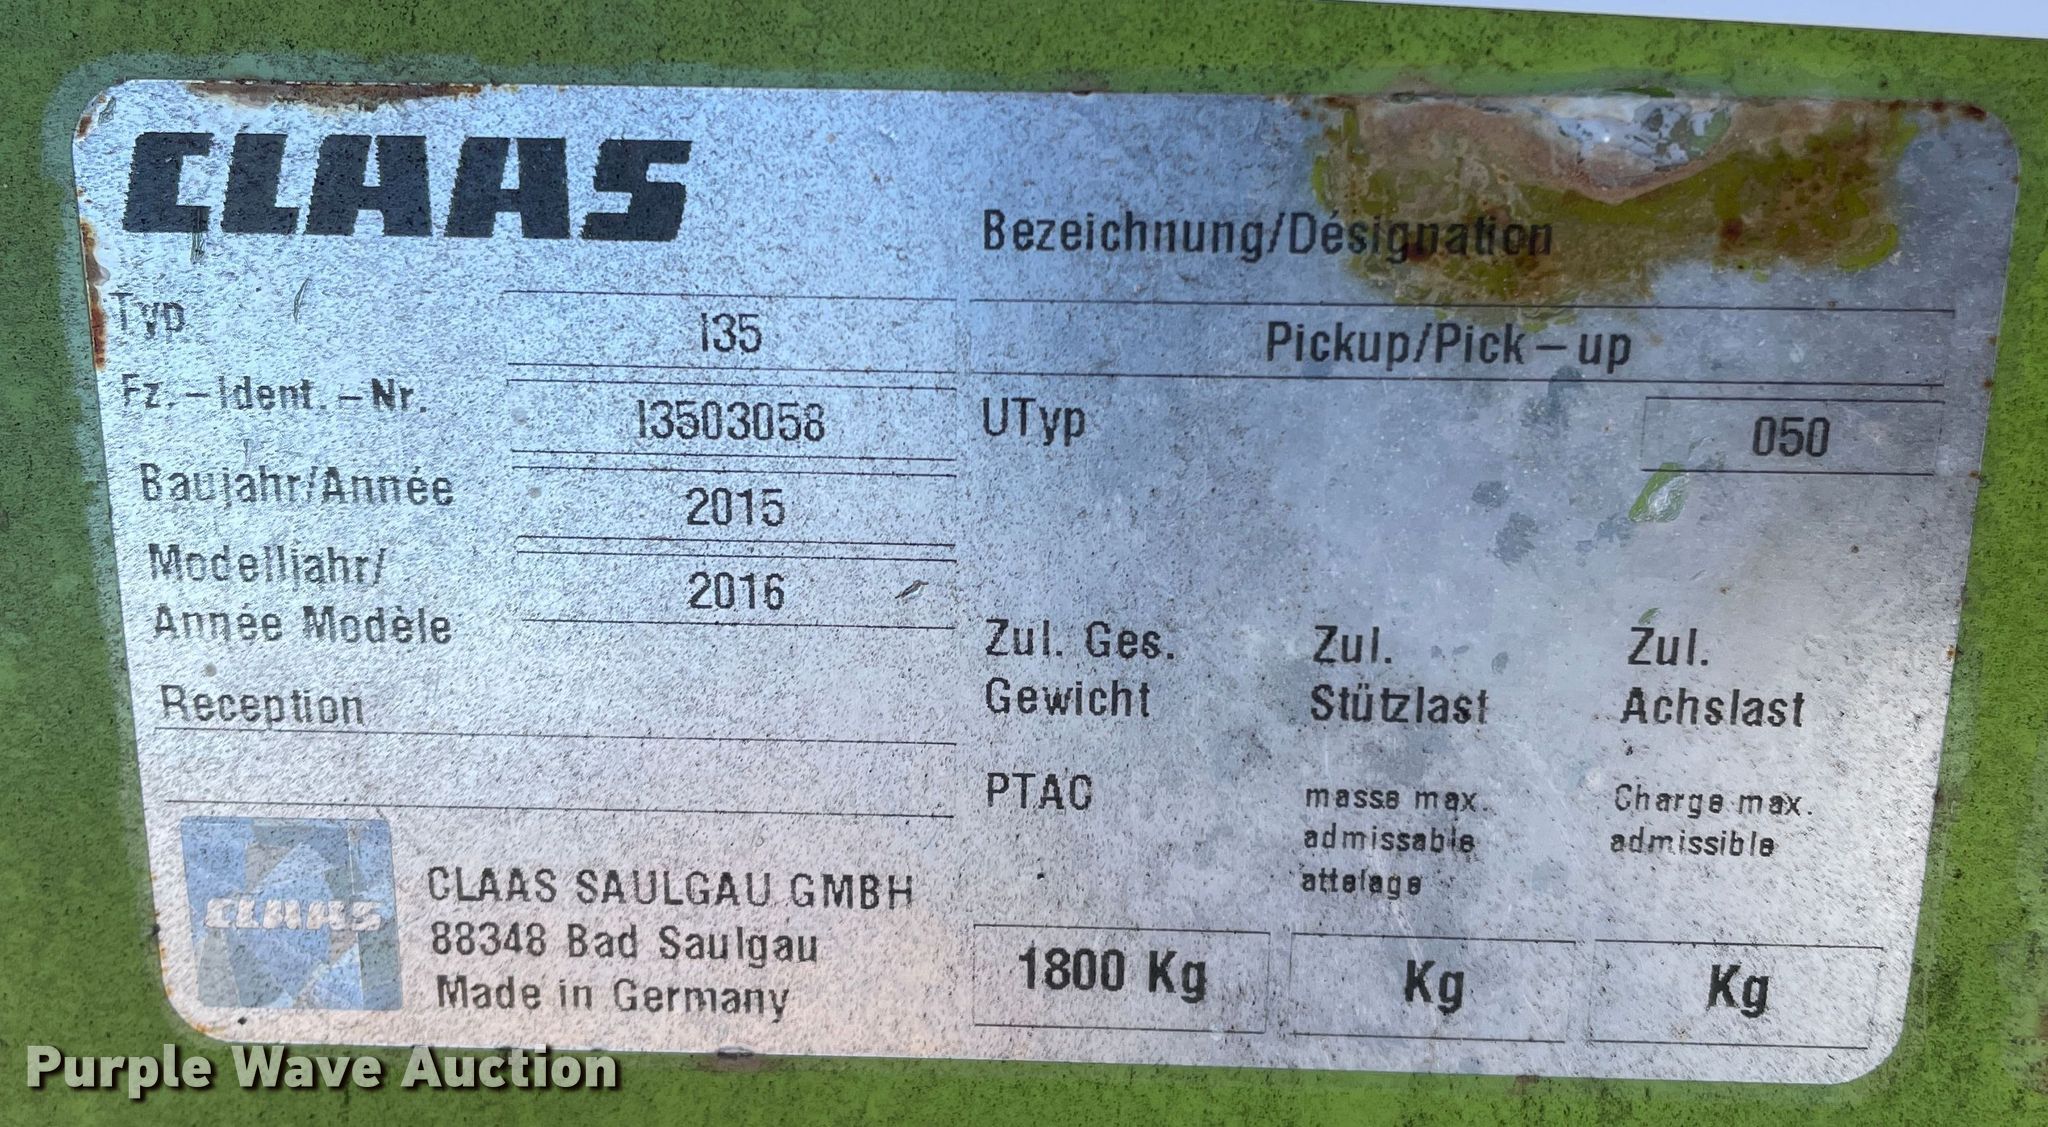 CLAAS
Bezeichnung/Désignation
Typ I35
Pickup/Pick-up
Fz.-Ident.-Nr. I3503058
UTyp 050
Baujahr/Année 2015
Modelljahr/
Année Modèle 2016
Reception
Zul. Ges. Gewicht
Zul. Stützlast
Zul. Achslast
PTAC
masse max.
admissable
attelage
Charge max.
admissible
1800 Kg
Kg
Kg
CLAAS
CLAAS SAULGAU GMBH
88348 Bad Saulgau
Made in Germany
Purple Wave Auction